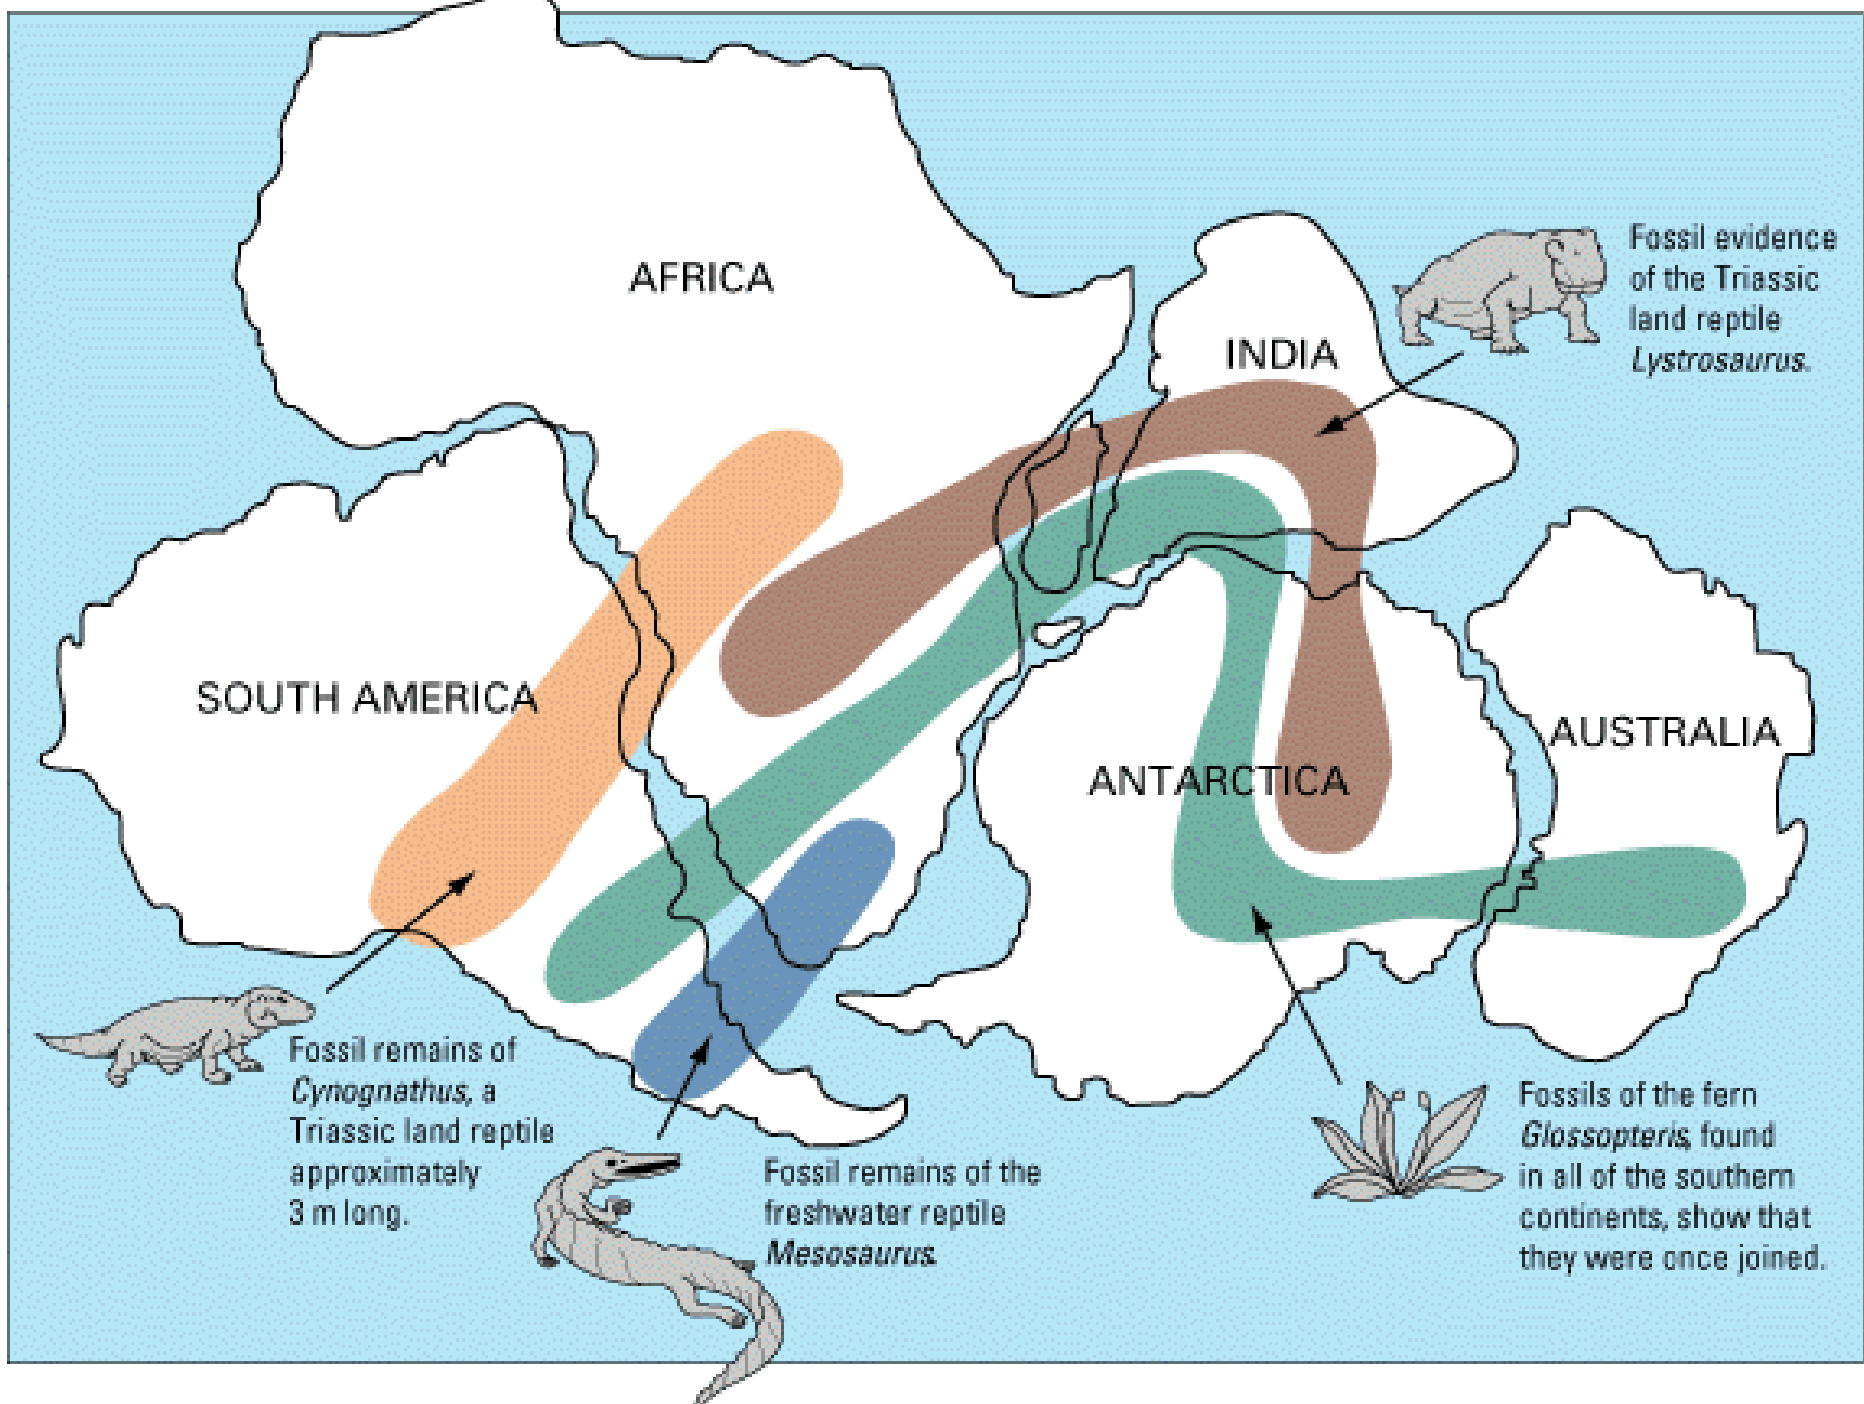 AFRICA
INDIA
Fossil evidence
of the Triassic
land reptile
Lystrosaurus.
SOUTH AMERICA
ANTARCTICA
AUSTRALIA
Fossil remains of
Cynognathus, a
Triassic land reptile
approximately
3 m long.
Fossil remains of the
freshwater reptile
Mesosaurus.
Fossils of the fern
Glossopteris, found
in all of the southern
continents, show that
they were once joined.